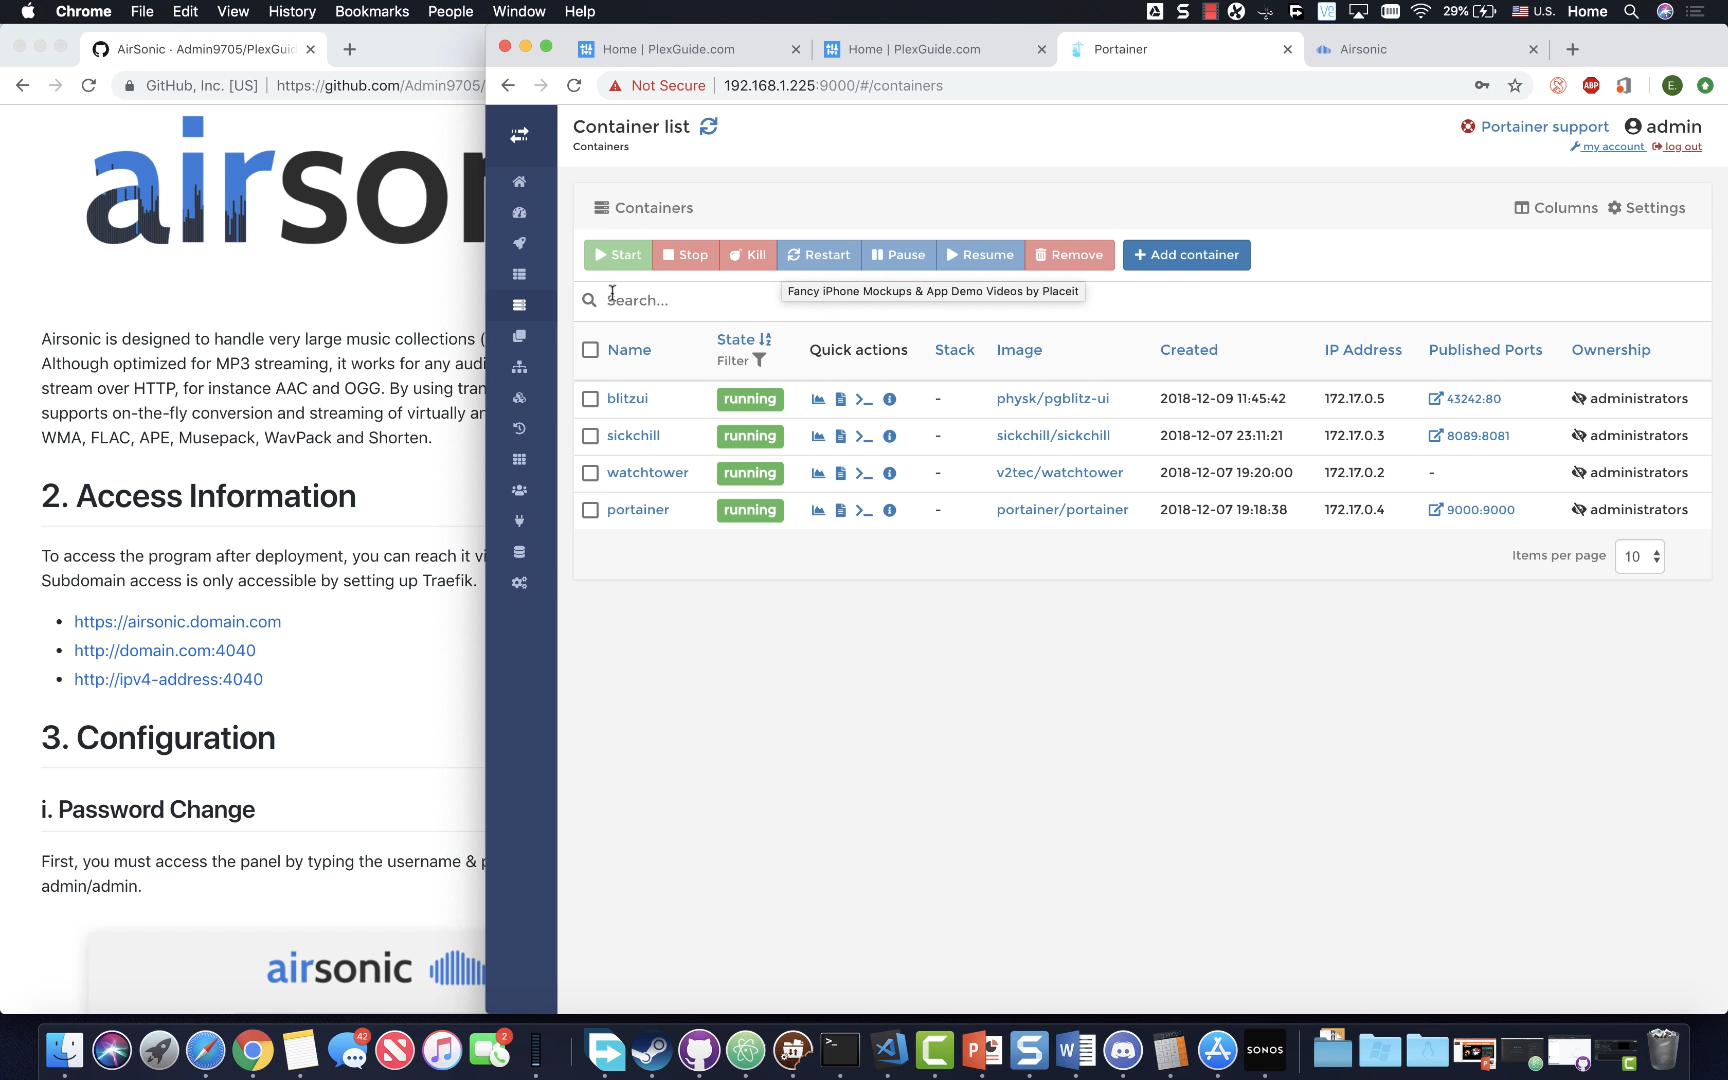 Chrome File Edit View History Bookmarks People Window Help
29% U.S. Home
AirSonic · Admin9705/PlexGuid
GitHub, Inc. [US] https://github.com/Admin9705/
airso
Airsonic is designed to handle very large music collections (
Although optimized for MP3 streaming, it works for any audi
stream over HTTP, for instance AAC and OGG. By using tran
supports on-the-fly conversion and streaming of virtually an
WMA, FLAC, APE, Musepack, WavPack and Shorten.
2. Access Information
To access the program after deployment, you can reach it vi
Subdomain access is only accessible by setting up Traefik.
https://airsonic.domain.com
http://domain.com:4040
http://ipv4-address:4040
3. Configuration
i. Password Change
First, you must access the panel by typing the username & p
admin/admin.
airsonic
Home | PlexGuide.com
Home | PlexGuide.com
Portainer
Airsonic
Not Secure 192.168.1.225:9000/#/containers
ABP
E.
Container list
Containers
Portainer support admin
my account log out
Containers
Columns Settings
Start Stop Kill Restart Pause Resume Remove + Add container
Search...
Fancy iPhone Mockups & App Demo Videos by Placeit
Name State Filter Quick actions Stack Image Created IP Address Published Ports Ownership
blitzui running - physk/pgblitz-ui 2018-12-09 11:45:42 172.17.0.5 43242:80 administrators
sickchill running - sickchill/sickchill 2018-12-07 23:11:21 172.17.0.3 8089:8081 administrators
watchtower running - v2tec/watchtower 2018-12-07 19:20:00 172.17.0.2 - administrators
portainer running - portainer/portainer 2018-12-07 19:18:38 172.17.0.4 9000:9000 administrators
Items per page 10
42
2
SONOS